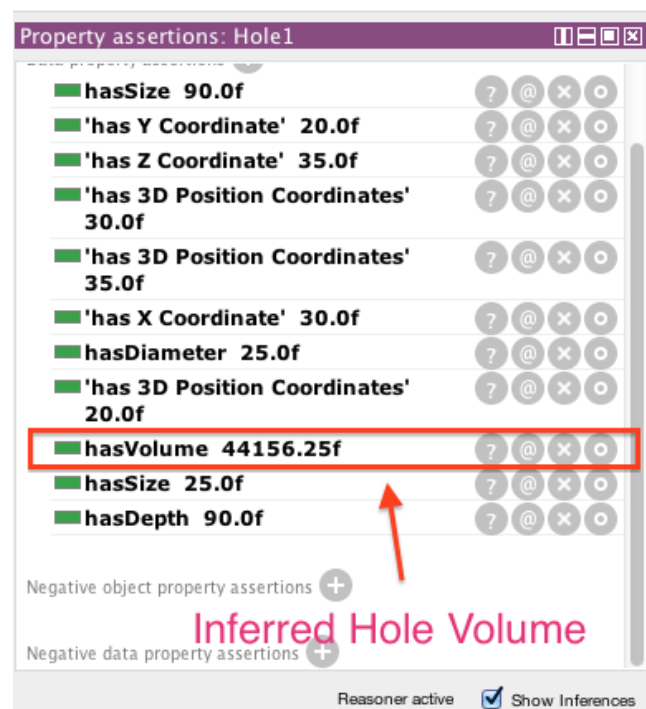 Property assertions: Hole1
Data property assertions
hasSize 90.0f
'has Y Coordinate' 20.0f
'has Z Coordinate' 35.0f
'has 3D Position Coordinates'
30.0f
'has 3D Position Coordinates'
35.0f
'has X Coordinate' 30.0f
hasDiameter 25.0f
'has 3D Position Coordinates'
20.0f
hasVolume 44156.25f
hasSize 25.0f
hasDepth 90.0f
Negative object property assertions
Inferred Hole Volume
Negative data property assertions
Reasoner active Show Inferences